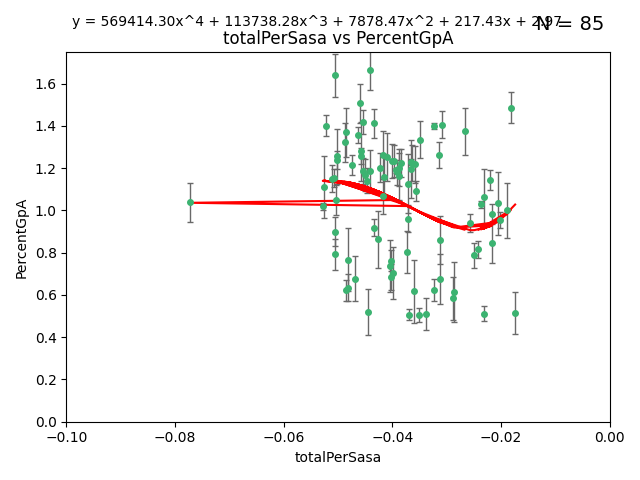 y = 569414.30x^4 + 113738.28x^3 + 7878.47x^2 + 217.43x + 2.97
N = 85
totalPerSasa vs PercentGpA
PercentGpA
1.6
1.4
1.2
1.0
0.8
0.6
0.4
0.2
0.0
−0.10 −0.08 −0.06 −0.04 −0.02 0.00
totalPerSasa